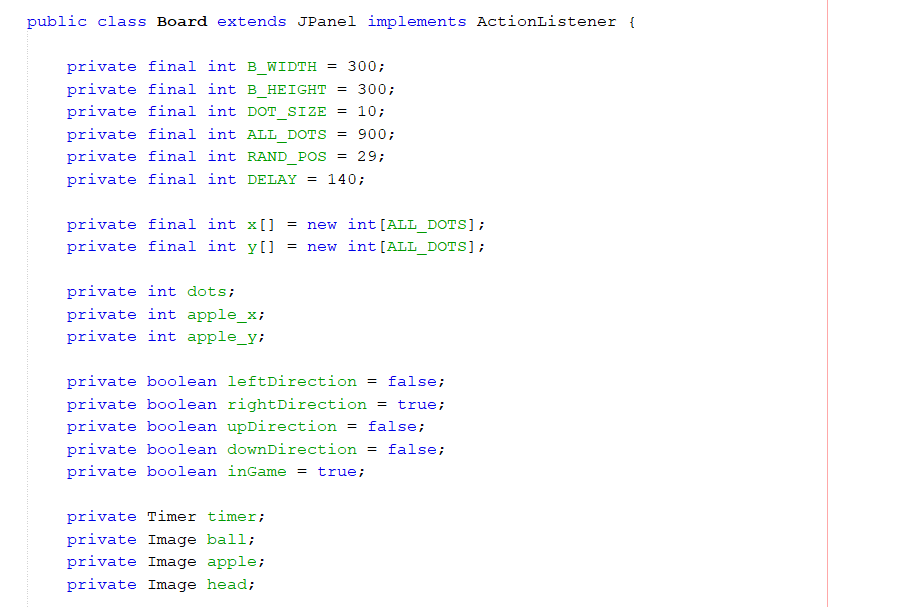 public class Board extends JPanel implements ActionListener {
private final int B_WIDTH = 300;
private final int B_HEIGHT = 300;
private final int DOT_SIZE = 10;
private final int ALL_DOTS = 900;
private final int RAND_POS = 29;
private final int DELAY = 140;
private final int x[] = new int[ALL_DOTS];
private final int y[] = new int[ALL_DOTS];
private int dots;
private int apple_x;
private int apple_y;
private boolean leftDirection = false;
private boolean rightDirection = true;
private boolean upDirection = false;
private boolean downDirection = false;
private boolean inGame = true;
private Timer timer;
private Image ball;
private Image apple;
private Image head;